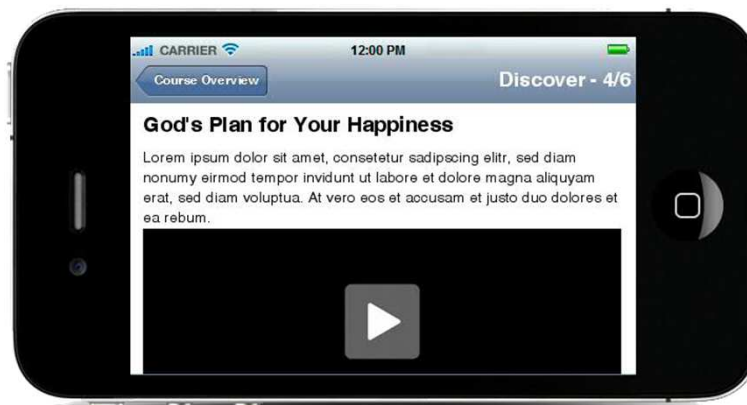 CARRIER 12:00 PM
Course Overview Discover - 4/6
God's Plan for Your Happiness
Lorem ipsum dolor sit amet, consetetur sadipscing elitr, sed diam
nonumy eirmod tempor invidunt ut labore et dolore magna aliquyam
erat, sed diam voluptua. At vero eos et accusam et justo duo dolores et
ea rebum.